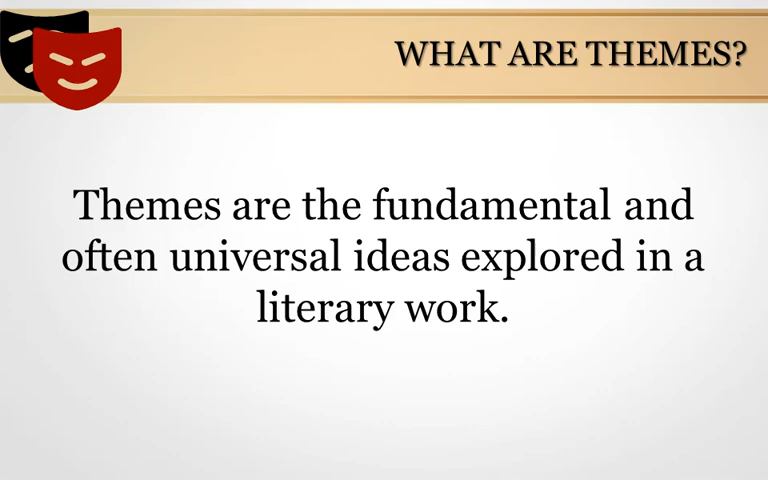 WHAT ARE THEMES?
Themes are the fundamental and
often universal ideas explored in a
literary work.